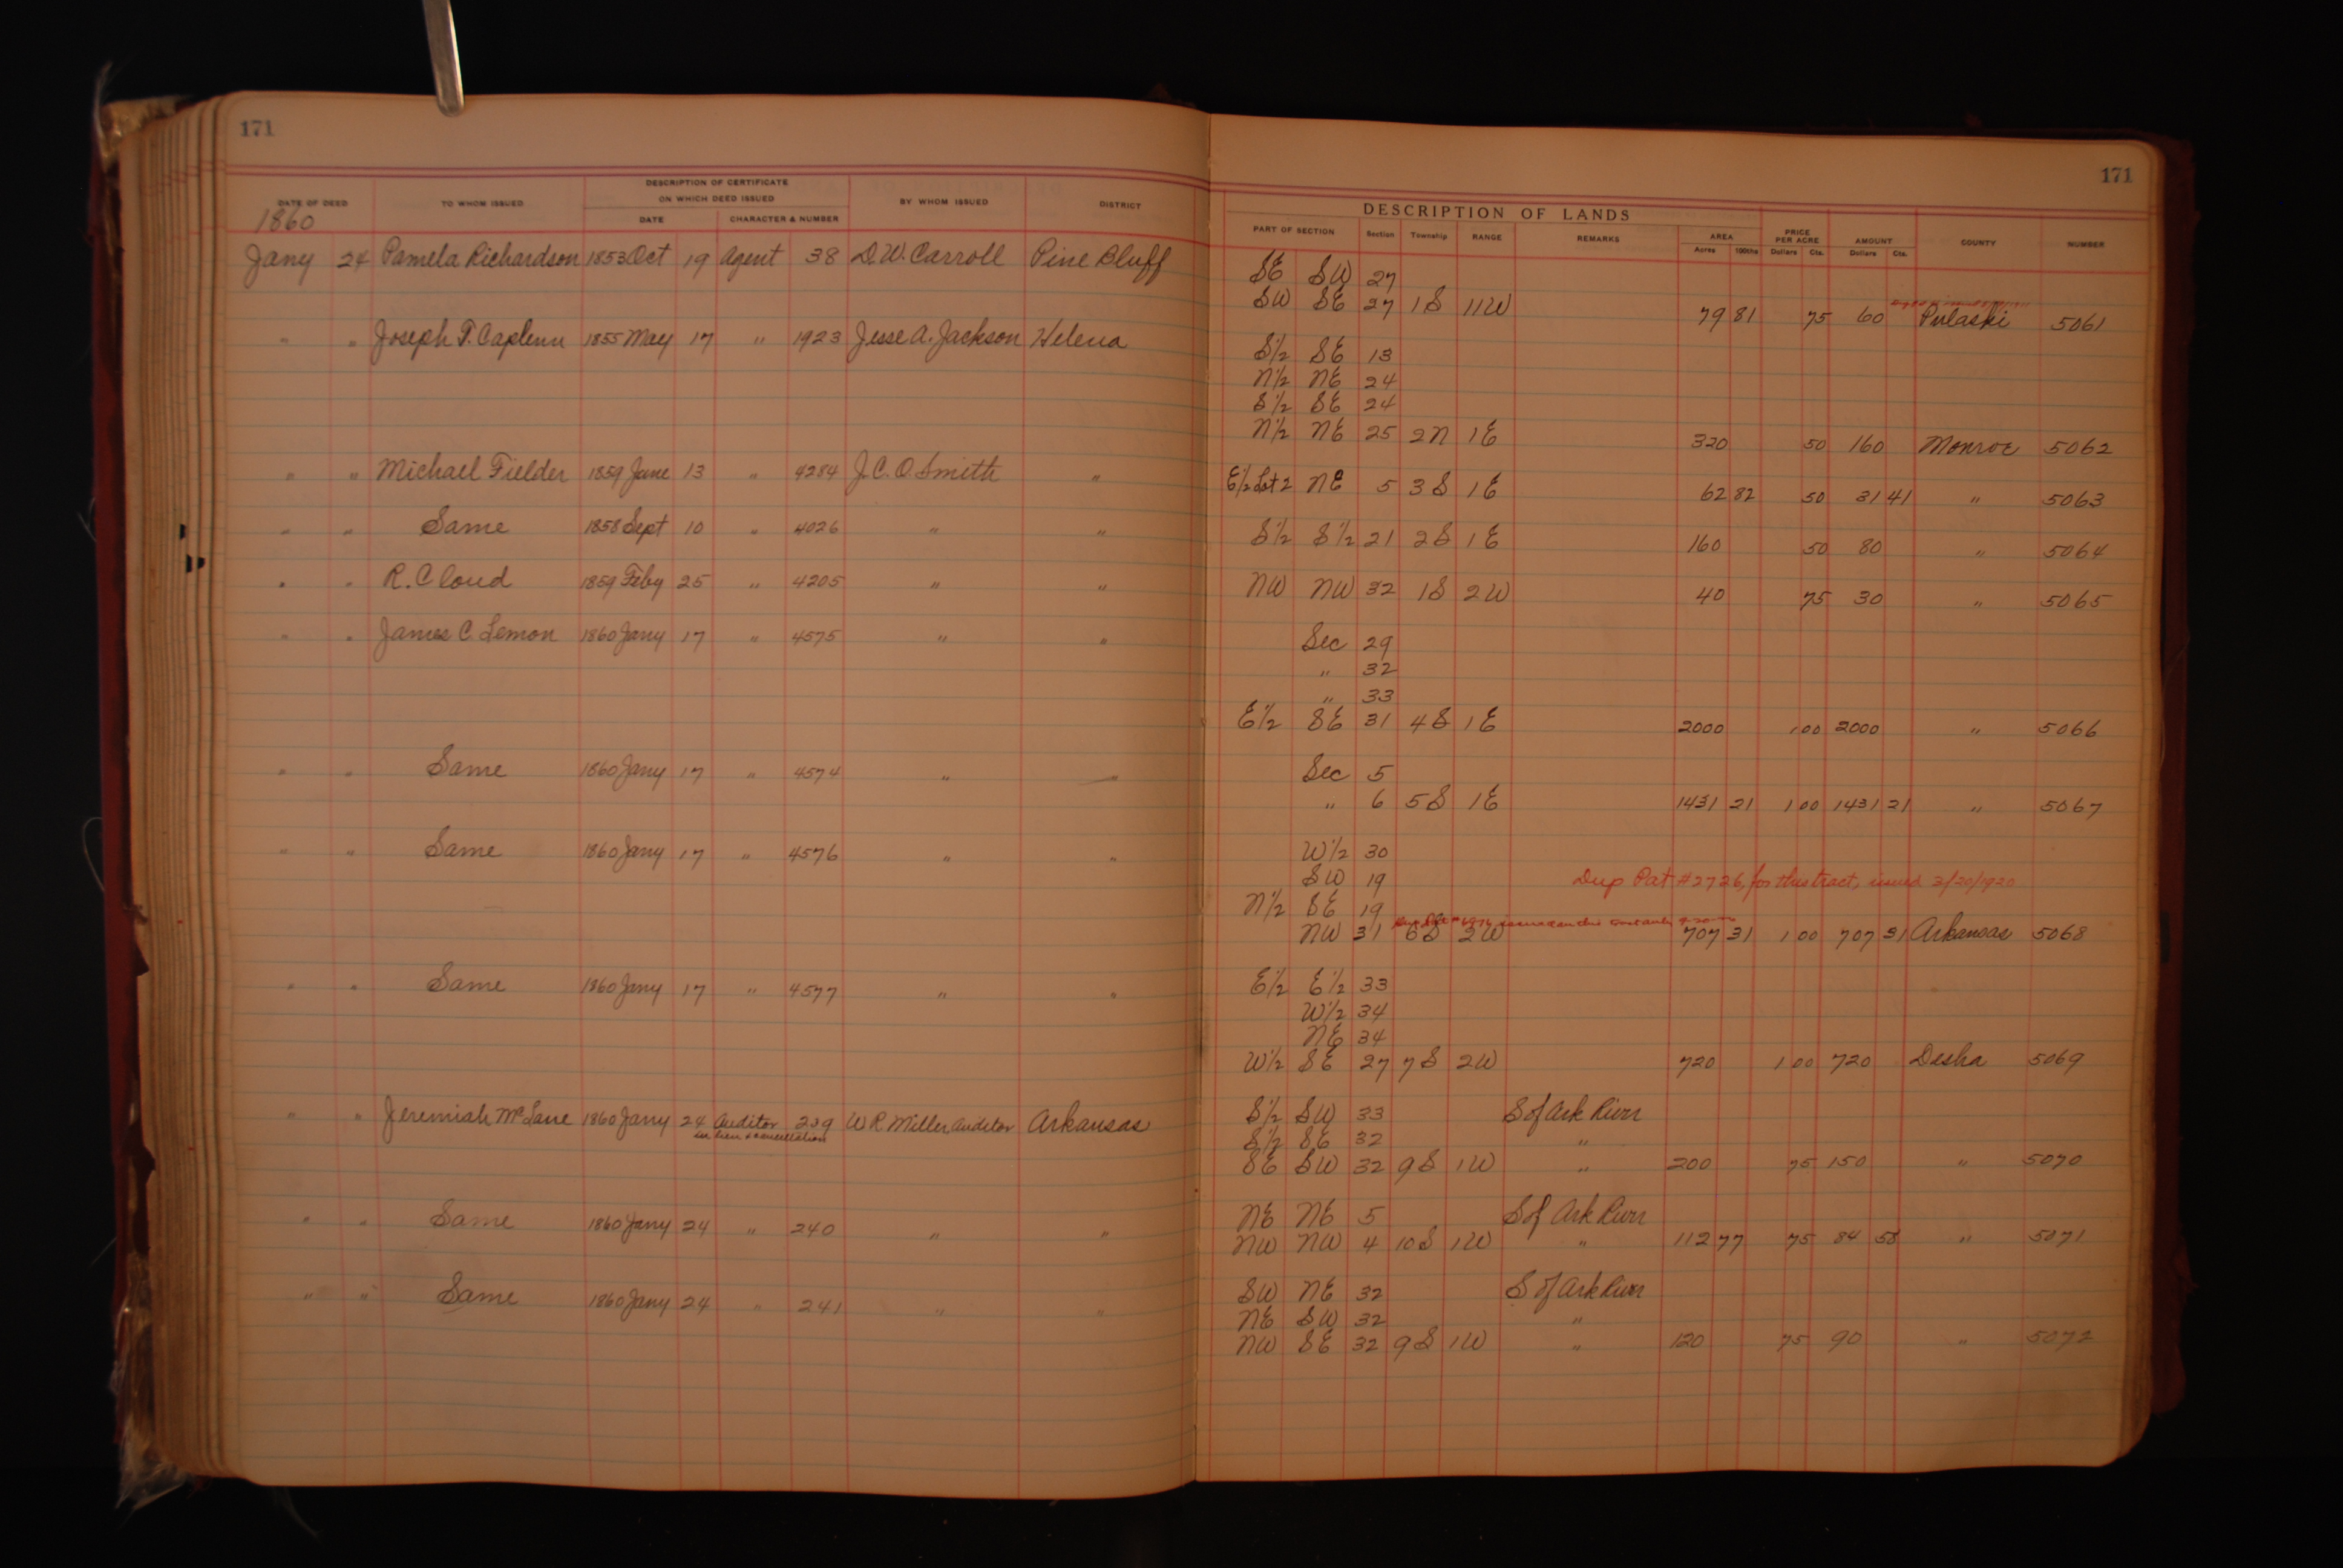 171
DATE OF DEED TO WHOM ISSUED DESCRIPTION OF CERTIFICATE ON WHICH DEED ISSUED BY WHOM ISSUED DISTRICT
DATE CHARACTER & NUMBER
1860
Jany 24 Pamela Richardson 1853 Oct 19 Agent 38 D.W. Carroll Pine Bluff
" " Joseph T. Caplenn 1855 May 17 " 1923 Jesse A. Jackson Helena
" " Michael Fielder 1859 June 13 " 4284 J.C.O. Smith "
" " Same 1858 Sept 10 " 4026 " "
" " R. Cloud 1859 Feby 25 " 4205 " "
" " James C. Lemon 1860 Jany 17 " 4575 " "
" " Same 1860 Jany 17 " 4574 " "
" " Same 1860 Jany 17 " 4576 " "
" " Same 1860 Jany 17 " 4577 " "
" " Jeremiah McLane 1860 Jany 24 Auditor 239 W R Miller, Auditor Arkansas
in lieu cancellation
" " Same 1860 Jany 24 " 240 " "
" " Same 1860 Jany 24 " 241 " "
171
DESCRIPTION OF LANDS
PART OF SECTION Section Township RANGE REMARKS AREA PRICE PER ACRE AMOUNT COUNTY NUMBER
Acres 100ths Dollars Cts. Dollars Cts.
SE SW 27
SW SE 27 1S 11W 79 81 75 60 Pulaski 5061
S½ SE 13
N½ NE 24
S½ SE 24
N½ NE 25 2N 1E 320 50 160 Monroe 5062
E½ Lot 2 NE 5 3S 1E 62 82 50 31 41 " 5063
S½ S½ 21 2S 1E 160 50 80 " 5064
NW NW 32 1S 2W 40 75 30 " 5065
Sec 29
" 32
" 33
E½ SE 31 4S 1E 2000 1 00 2000 " 5066
Sec 5
" 6 5S 1E 1431 21 1 00 1431 21 " 5067
W½ 30
SW 19 Dup Pat #2726, for this tract, issued 3/20/1920
N½ SE 19
NW 31 6S 2W 707 31 1 00 707 31 Arkansas 5068
E½ E½ 33
W½ 34
NE 34
W½ SE 27 7S 2W 720 1 00 720 Desha 5069
S½ SW 33 S of Ark River
S½ SE 32 "
SE SW 32 9S 1W " 200 75 150 " 5070
NE NE 5 S of Ark River
NW NW 4 10S 1W " 112 77 75 84 58 " 5071
SW NE 32 S of Ark River
NE SW 32 "
NW SE 32 9S 1W " 120 75 90 " 5072